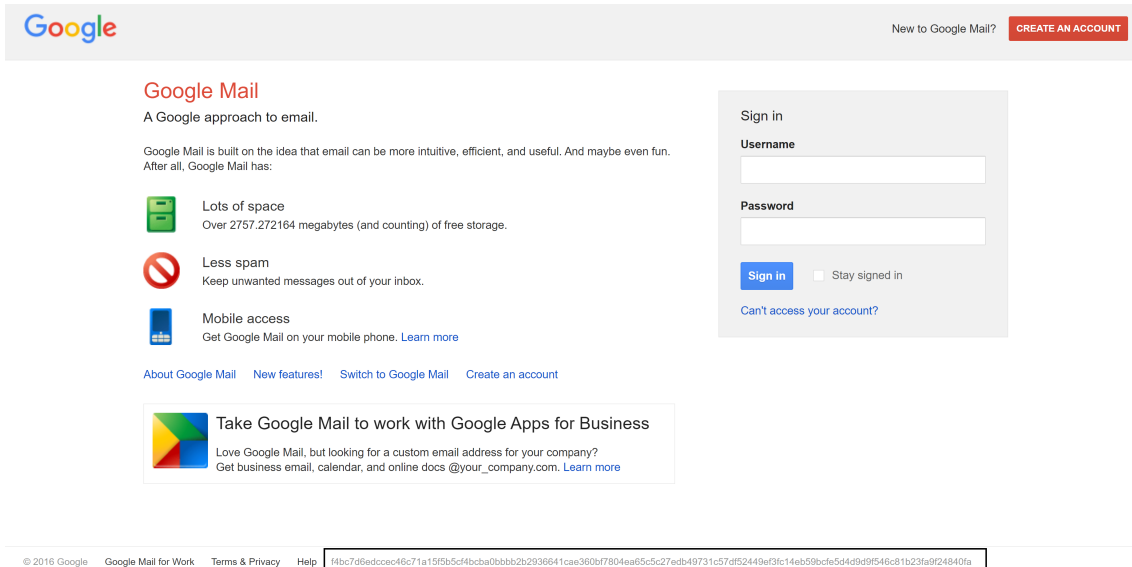 Google
New to Google Mail? CREATE AN ACCOUNT
Google Mail
A Google approach to email.
Google Mail is built on the idea that email can be more intuitive, efficient, and useful. And maybe even fun.
After all, Google Mail has:
Lots of space
Over 2757.272164 megabytes (and counting) of free storage.
Less spam
Keep unwanted messages out of your inbox.
Mobile access
Get Google Mail on your mobile phone. Learn more
About Google Mail New features! Switch to Google Mail Create an account
Take Google Mail to work with Google Apps for Business
Love Google Mail, but looking for a custom email address for your company?
Get business email, calendar, and online docs @your_company.com. Learn more
Sign in
Username
Password
Sign in Stay signed in
Can't access your account?
© 2016 Google Google Mail for Work Terms & Privacy Help f4bc7d6edccec46c71a15f5b5cf4bcba0bbbb2b2936641cae360bf7804ea65c5c27edb49731c57df52449ef3fc14eb59bcfe5d4d9d9f546c81b23fa9f24840fa